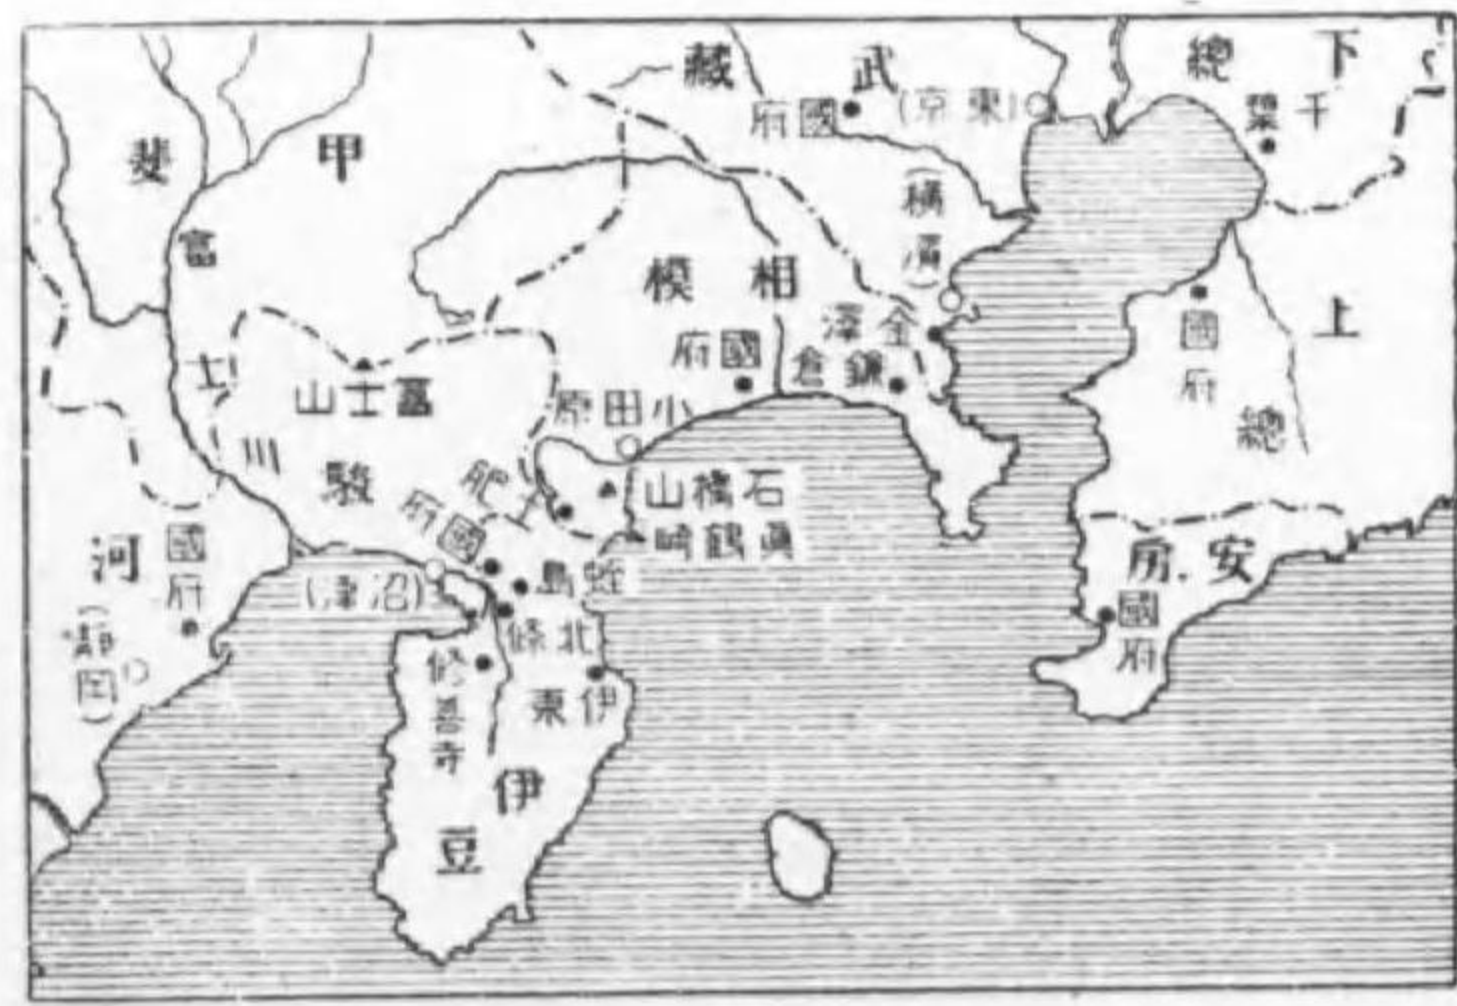 下總
千葉
上總
國府
安房
國府
武藏
(東京)
國府
(橫濱)
相模
金澤
鎌倉
國府
小田原
石橋山
眞鶴崎
土肥
甲斐
富士川
富士山
駿河
國府
(靜岡)
(沼津)
國府
蛭島
北條
修善寺
伊東
伊豆